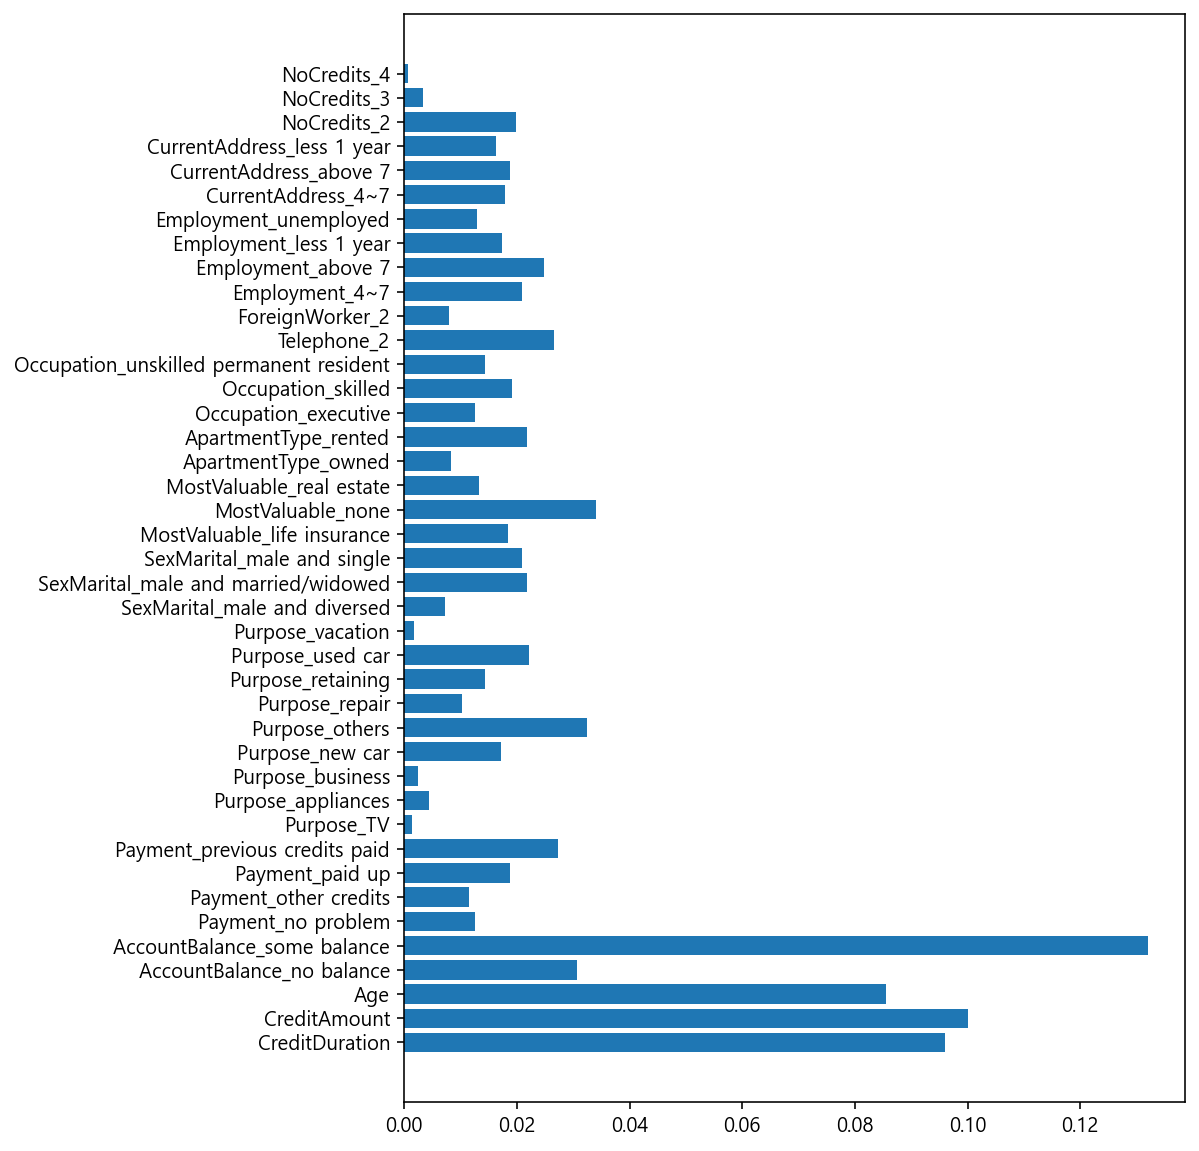 NoCredits_4
NoCredits_3
NoCredits_2
CurrentAddress_less 1 year
CurrentAddress_above 7
CurrentAddress_4~7
Employment_unemployed
Employment_less 1 year
Employment_above 7
Employment_4~7
ForeignWorker_2
Telephone_2
Occupation_unskilled permanent resident
Occupation_skilled
Occupation_executive
ApartmentType_rented
ApartmentType_owned
MostValuable_real estate
MostValuable_none
MostValuable_life insurance
SexMarital_male and single
SexMarital_male and married/widowed
SexMarital_male and diversed
Purpose_vacation
Purpose_used car
Purpose_retaining
Purpose_repair
Purpose_others
Purpose_new car
Purpose_business
Purpose_appliances
Purpose_TV
Payment_previous credits paid
Payment_paid up
Payment_other credits
Payment_no problem
AccountBalance_some balance
AccountBalance_no balance
Age
CreditAmount
CreditDuration
0.00 0.02 0.04 0.06 0.08 0.10 0.12